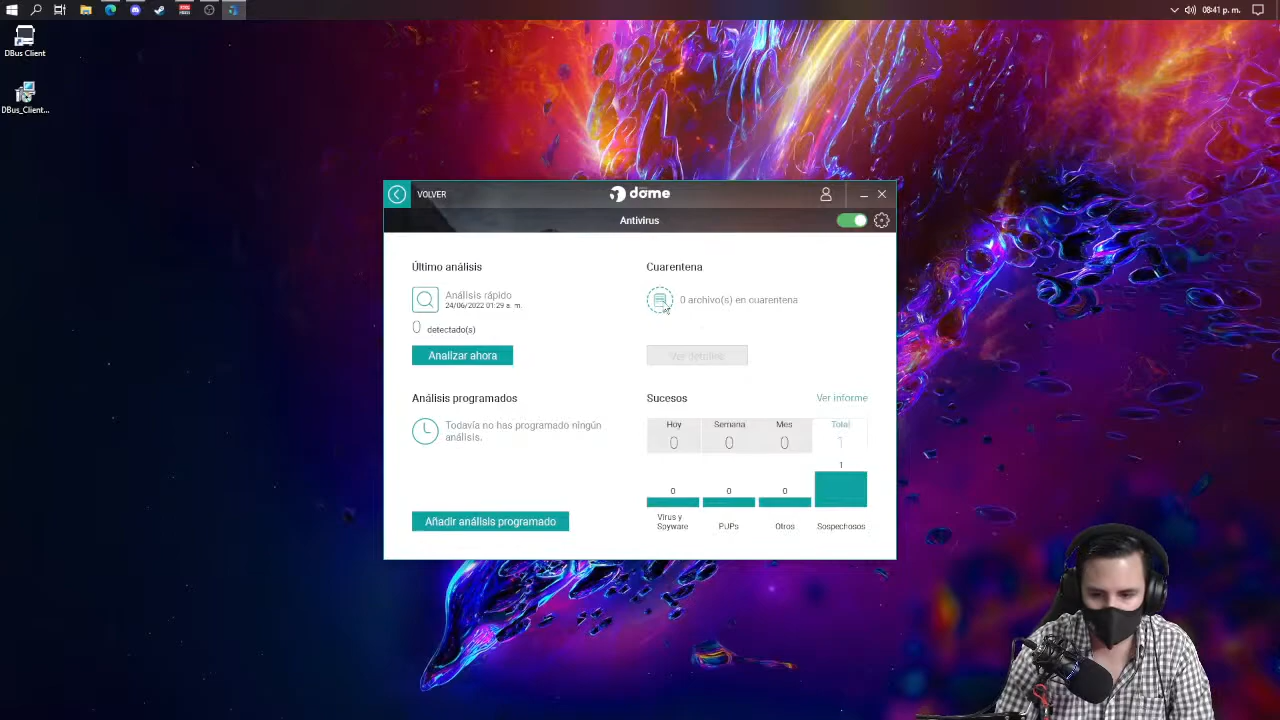 08:41 p. m.
DBus Client
DBus_Client...
VOLVER
dome
Antivirus
Último análisis
Análisis rápido
24/06/2022 01:29 a. m.
0 detectado(s)
Analizar ahora
Cuarentena
0 archivo(s) en cuarentena
Ver detalles
Análisis programados
Todavía no has programado ningún
análisis.
Añadir análisis programado
Sucesos
Ver informe
Hoy Semana Mes Total
0 0 0 1
0 0 0 1
Virus y
Spyware
PUPs
Otros
Sospechosos